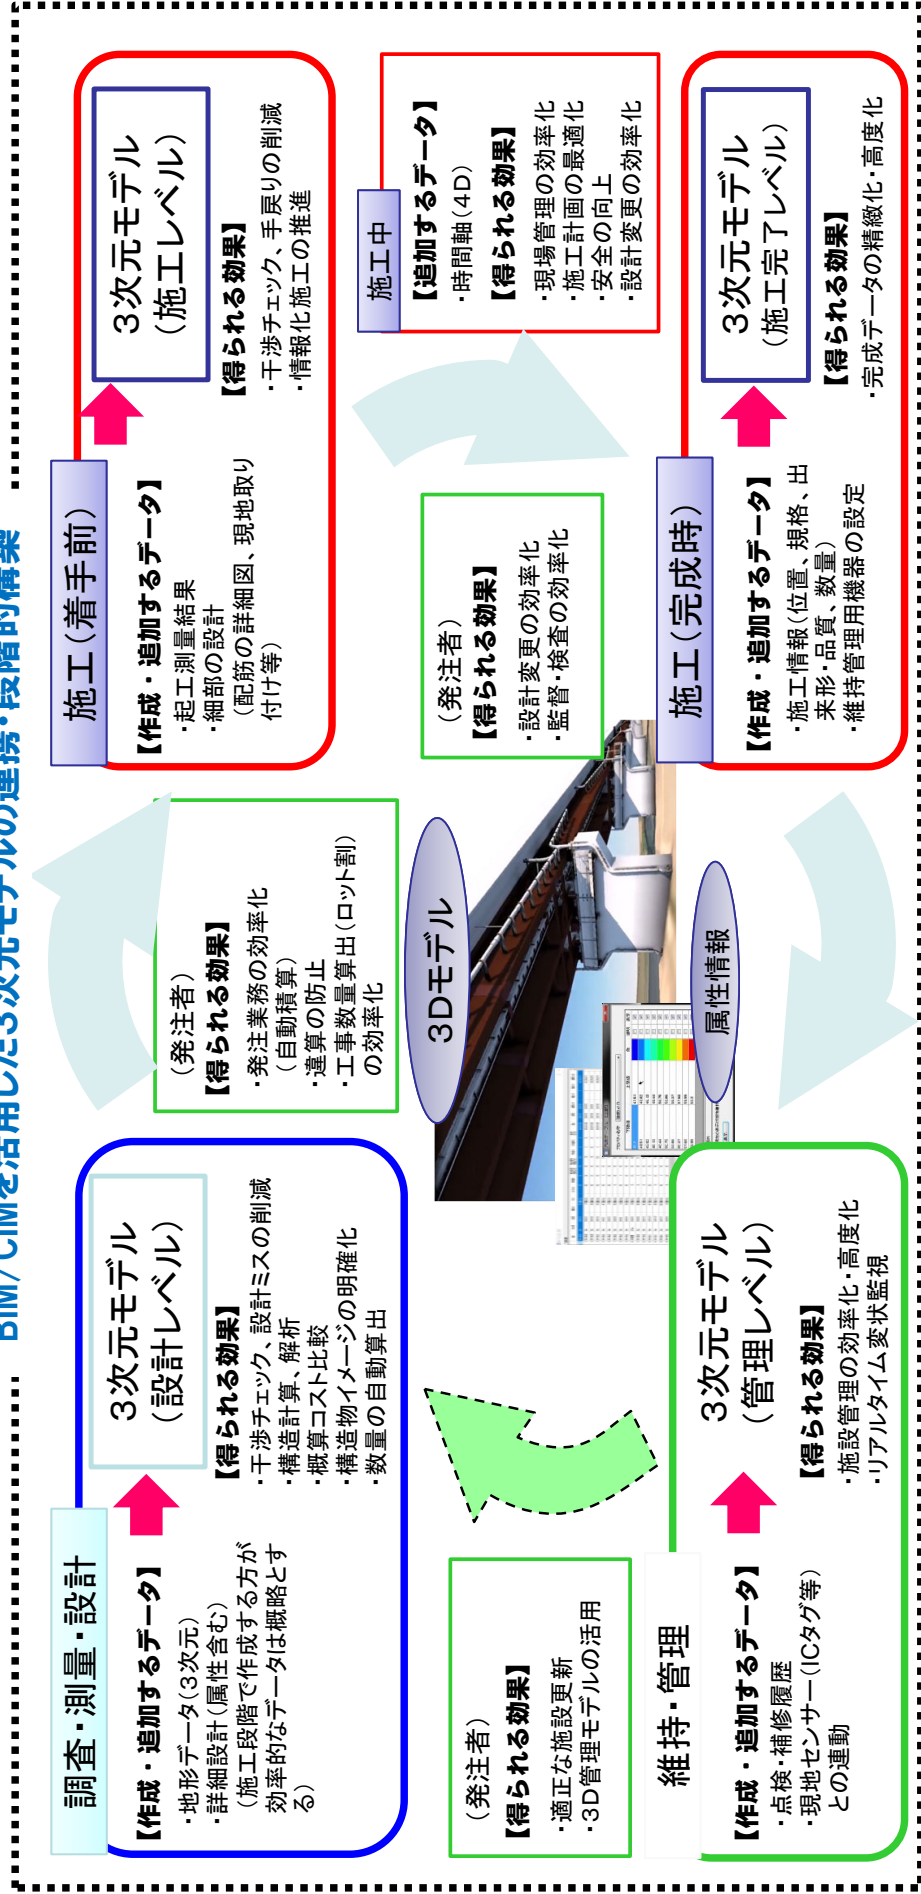 BIM/CIMを活用した3次元モデルの連携・段階的構築
調査・測量・設計
【作成・追加するデータ】
・地形データ(3次元)
・詳細設計(属性含む)
(施工段階で作成する方が
効率的なデータは概略とす
る)
3次元モデル
(設計レベル)
【得られる効果】
・干渉チェック、設計ミスの削減
・構造計算、解析
・概算コスト比較
・構造物イメージの明確化
・数量の自動算出
(発注者)
【得られる効果】
・発注業務の効率化
(自動積算)
・違算の防止
・工事数量算出(ロット割)
の効率化
施工(着手前)
【作成・追加するデータ】
・起工測量結果
・細部の設計
(配筋の詳細図、現地取り
付け等)
3次元モデル
(施工レベル)
【得られる効果】
・干渉チェック、手戻りの削減
・情報化施工の推進
施工中
【追加するデータ】
・時間軸(4D)
【得られる効果】
・現場管理の効率化
・施工計画の最適化
・安全の向上
・設計変更の効率化
(発注者)
【得られる効果】
・設計変更の効率化
・監督・検査の効率化
3Dモデル
属性情報
施工(完成時)
【作成・追加するデータ】
・施工情報(位置、規格、出
来形・品質、数量)
・維持管理用機器の設定
3次元モデル
(施工完了レベル)
【得られる効果】
・完成データの精緻化・高度化
(発注者)
【得られる効果】
・適正な施設更新
・3D管理モデルの活用
維持・管理
【作成・追加するデータ】
・点検・補修履歴
・現地センサー(ICタグ等)
との連動
3次元モデル
(管理レベル)
【得られる効果】
・施設管理の効率化・高度化
・リアルタイム変状監視